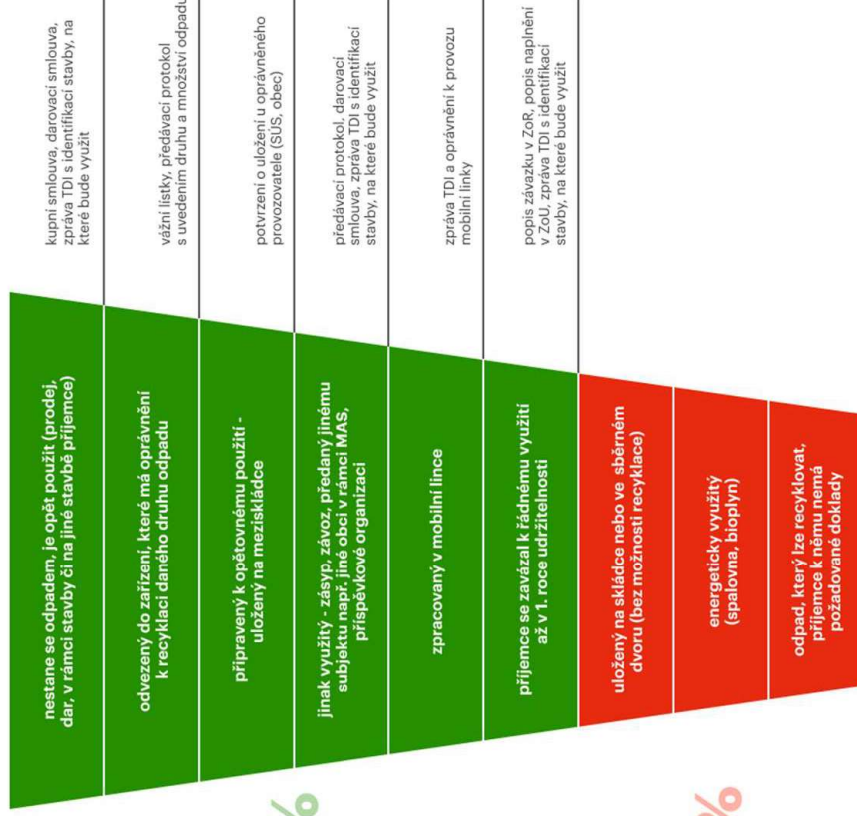 nestane se odpadem, je opět použit (prodej,
dar, v rámci stavby či na jiné stavbě příjemce)
kupní smlouva, darovací smlouva,
zpráva TDI s identifikací stavby, na
které bude využit
odvezený do zařízení, které má oprávnění
k recyklaci daného druhu odpadu
vážní lístky, předávací protokol
s uvedením druhu a množství odpadu
připravený k opětovnému použití -
uložený na meziskládce
potvrzení o uložení u oprávněného
provozovatele (SÚS, obec)
jinak využitý - zásyp, závoz, předaný jinému
subjektu např. jiné obci v rámci MAS,
příspěvkové organizaci
předávací protokol, darovací
smlouva, zpráva TDI s identifikací
stavby, na které bude využit
zpracovaný v mobilní lince
zpráva TDI a oprávnění k provozu
mobilní linky
příjemce se zavázal k řádnému využití
až v 1. roce udržitelnosti
popis závazku v ZoR, popis naplnění
v ZoU, zpráva TDI s identifikací
stavby, na které bude využit
uložený na skládce nebo ve sběrném
dvoru (bez možnosti recyklace)
energeticky využitý
(spalovna, bioplyn)
odpad, který lze recyklovat,
příjemce k němu nemá
požadované doklady
%
%